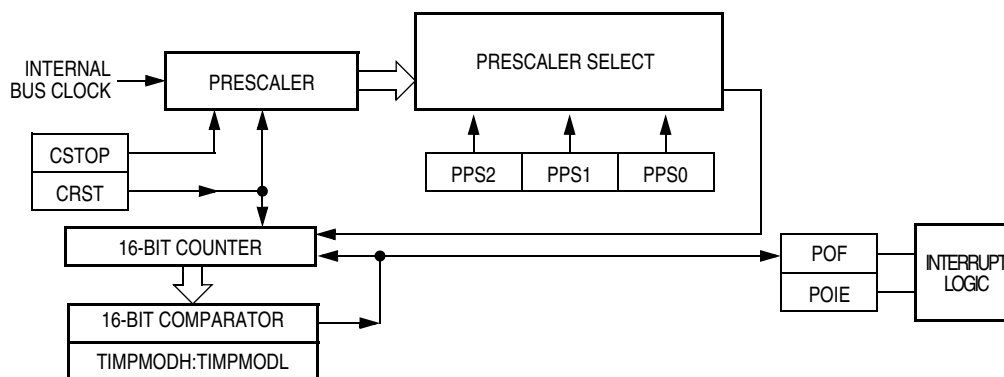 INTERNAL
BUS CLOCK
PRESCALER
PRESCALER SELECT
CSTOP
CRST
PPS2
PPS1
PPS0
16-BIT COUNTER
16-BIT COMPARATOR
TIMPMODH:TIMPMODL
POF
POIE
INTERRUPT
LOGIC